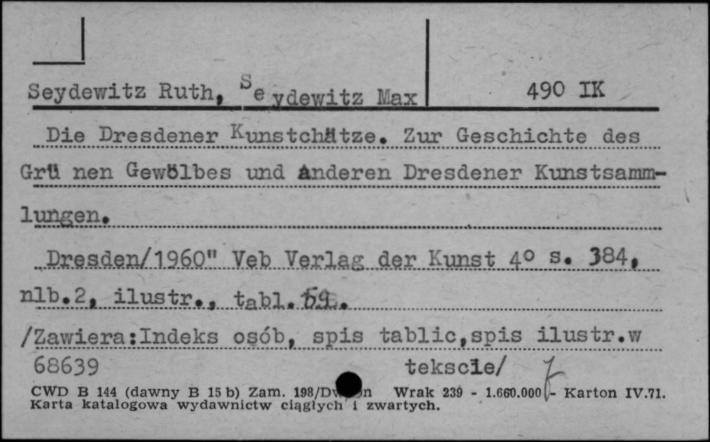 Seydewitz Ruth, Seydewitz Max 490 IK
Die Dresdener Kunstchätze. Zur Geschichte des
Grü nen Gewölbes und Anderen Dresdener Kunstsamm-
lungen.
Dresden/1960" Veb Verlag der Kunst 4º s. 384,
nlb.2, ilustr., tabl.
/Zawiera:Indeks osób, spis tablic,spis ilustr.w
68639 tekscie/
CWD B 144 (dawny B 15 b) Zam. 198/ Wrak 239 - 1.660.000 - Karton IV.71.
Karta katalogowa wydawnictw ciągłych i zwartych.